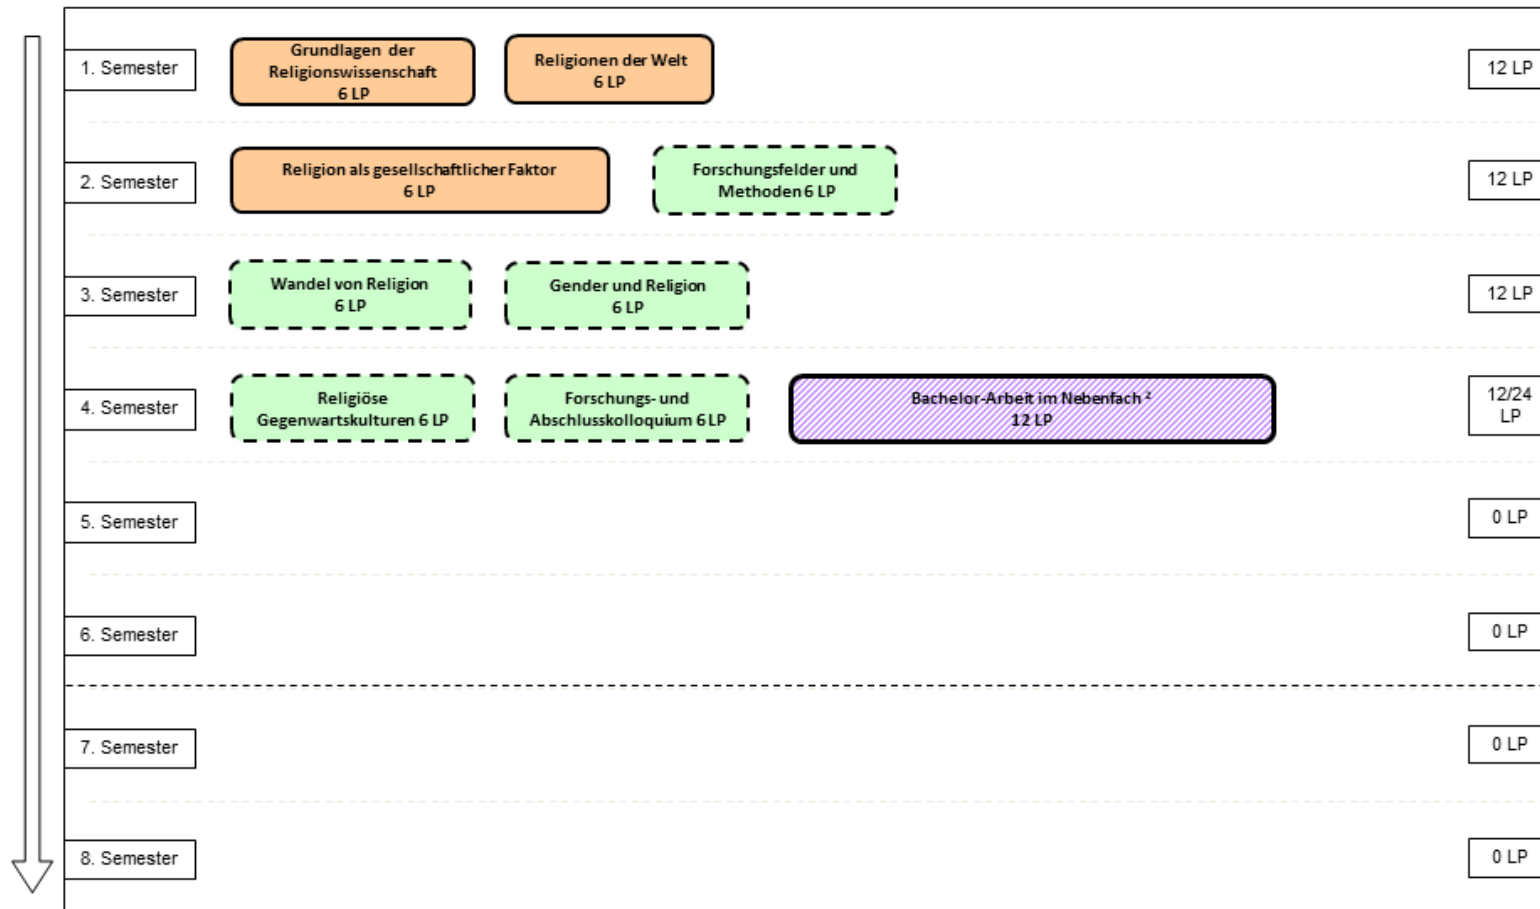 1. Semester
Grundlagen der
Religionswissenschaft
6 LP
Religionen der Welt
6 LP
12 LP
2. Semester
Religion als gesellschaftlicher Faktor
6 LP
Forschungsfelder und
Methoden 6 LP
12 LP
3. Semester
Wandel von Religion
6 LP
Gender und Religion
6 LP
12 LP
4. Semester
Religiöse
Gegenwartskulturen 6 LP
Forschungs- und
Abschlusskolloquium 6 LP
Bachelor-Arbeit im Nebenfach ²
12 LP
12/24
LP
5. Semester
0 LP
6. Semester
0 LP
7. Semester
0 LP
8. Semester
0 LP